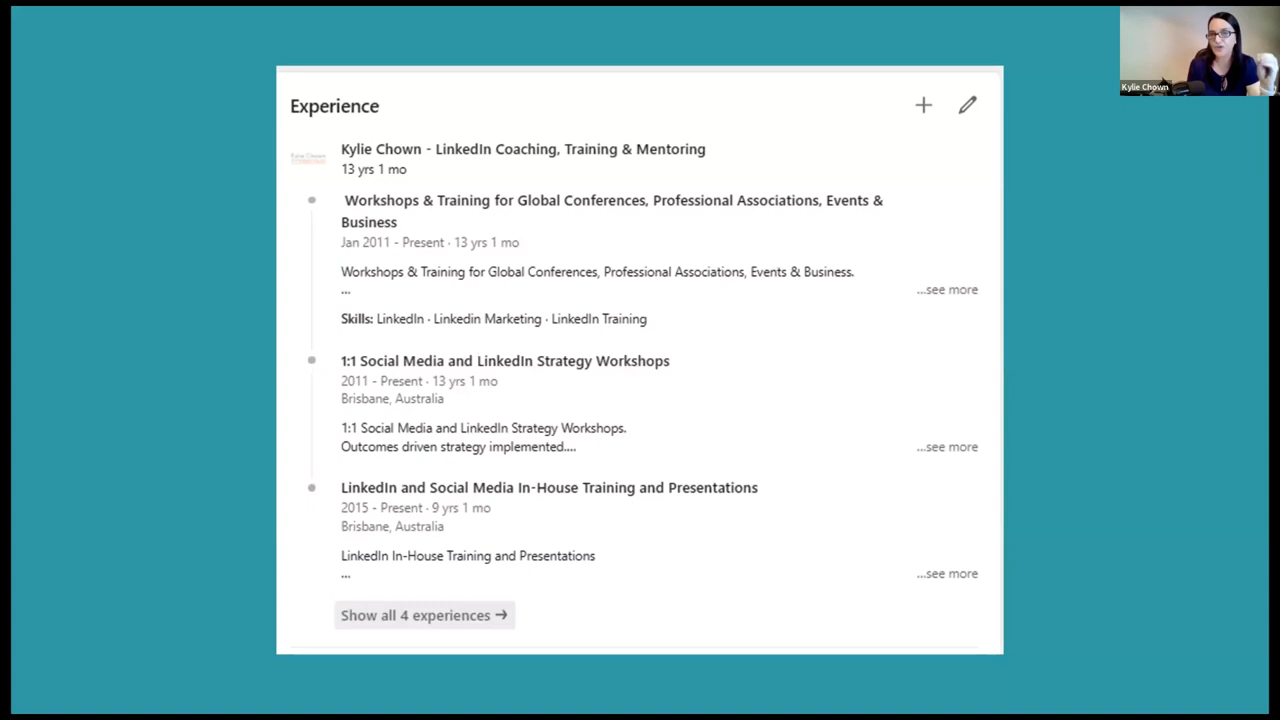 Kylie Chown
Experience
Kylie Chown
Kylie Chown - LinkedIn Coaching, Training & Mentoring
13 yrs 1 mo
Workshops & Training for Global Conferences, Professional Associations, Events &
Business
Jan 2011 - Present · 13 yrs 1 mo
Workshops & Training for Global Conferences, Professional Associations, Events & Business.
...
...see more
Skills: LinkedIn · Linkedin Marketing · LinkedIn Training
1:1 Social Media and LinkedIn Strategy Workshops
2011 - Present · 13 yrs 1 mo
Brisbane, Australia
1:1 Social Media and LinkedIn Strategy Workshops.
Outcomes driven strategy implemented....
...see more
LinkedIn and Social Media In-House Training and Presentations
2015 - Present · 9 yrs 1 mo
Brisbane, Australia
LinkedIn In-House Training and Presentations
...
...see more
Show all 4 experiences →